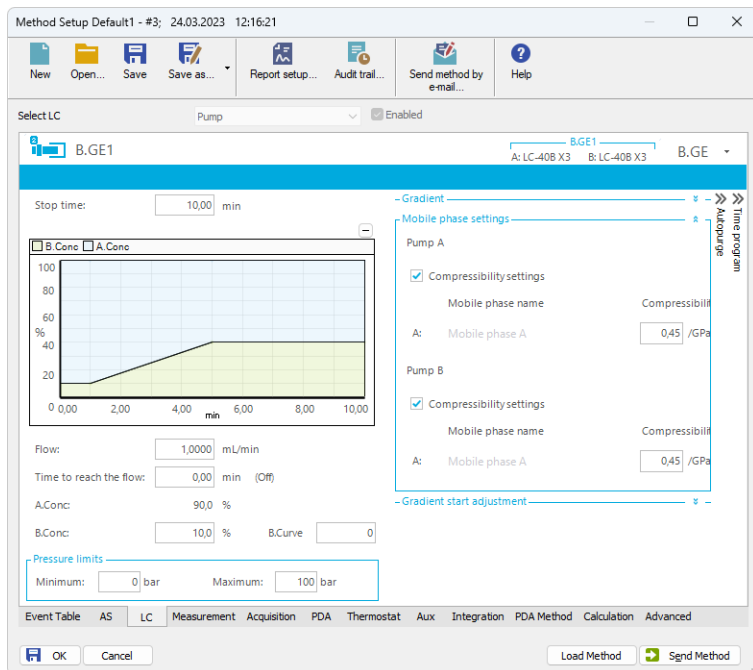 Method Setup Default1 - #3; 24.03.2023 12:16:21
New
Open...
Save
Save as...
Report setup...
Audit trail...
Send method by
e-mail...
Help
Select LC
Pump
Enabled
2
B.GE1
B.GE1
A: LC-40B X3 B: LC-40B X3
B.GE
Stop time: 10,00 min
B.Conc A.Conc
100
80
60
%
40
20
0 0,00 2,00 4,00 6,00 8,00 10,00
min
Flow: 1,0000 mL/min
Time to reach the flow: 0,00 min (Off)
A.Conc: 90,0 %
B.Conc: 10,0 % B.Curve 0
Pressure limits
Minimum: 0 bar Maximum: 100 bar
Gradient
Mobile phase settings
Pump A
Compressibility settings
Mobile phase name Compressibilit
A: Mobile phase A 0,45 /GPa
Pump B
Compressibility settings
Mobile phase name Compressibilit
A: Mobile phase A 0,45 /GPa
Gradient start adjustment
Autopurge
Time program
Event Table AS LC Measurement Acquisition PDA Thermostat Aux Integration PDA Method Calculation Advanced
OK Cancel Load Method Send Method